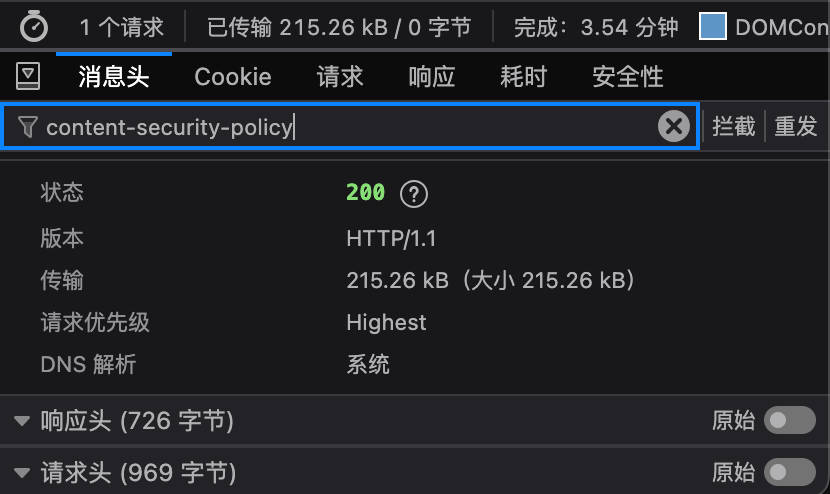 1 个请求 已传输 215.26 kB / 0 字节 完成：3.54 分钟 DOMCon
消息头 Cookie 请求 响应 耗时 安全性
content-security-policy 拦截 重发
状态 200 ?
版本 HTTP/1.1
传输 215.26 kB（大小 215.26 kB）
请求优先级 Highest
DNS 解析 系统
响应头 (726 字节) 原始
请求头 (969 字节) 原始